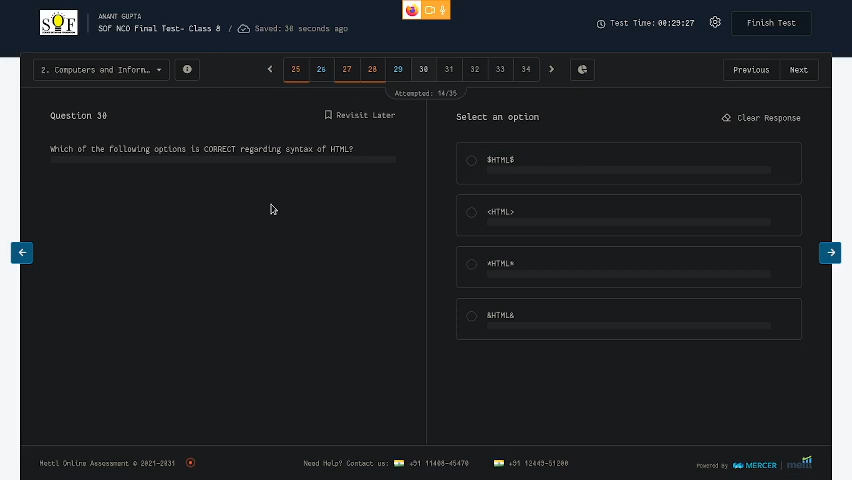 SOF
ANANT GUPTA
SOF NCO Final Test- Class 8 / Saved: 30 seconds ago
Test Time: 00:29:27
Finish Test
2. Computers and Inform...
25 26 27 28 29 30 31 32 33 34
Previous
Next
Attempted: 14/35
Question 30
Revisit Later
Select an option
Clear Response
Which of the following options is CORRECT regarding syntax of HTML?
$HTML$
<HTML>
*HTML*
&HTML&
Mettl Online Assessment © 2021-2031
Need Help? Contact us: +91 11408-45470 +91 12449-51200
Powered by MERCER mettl